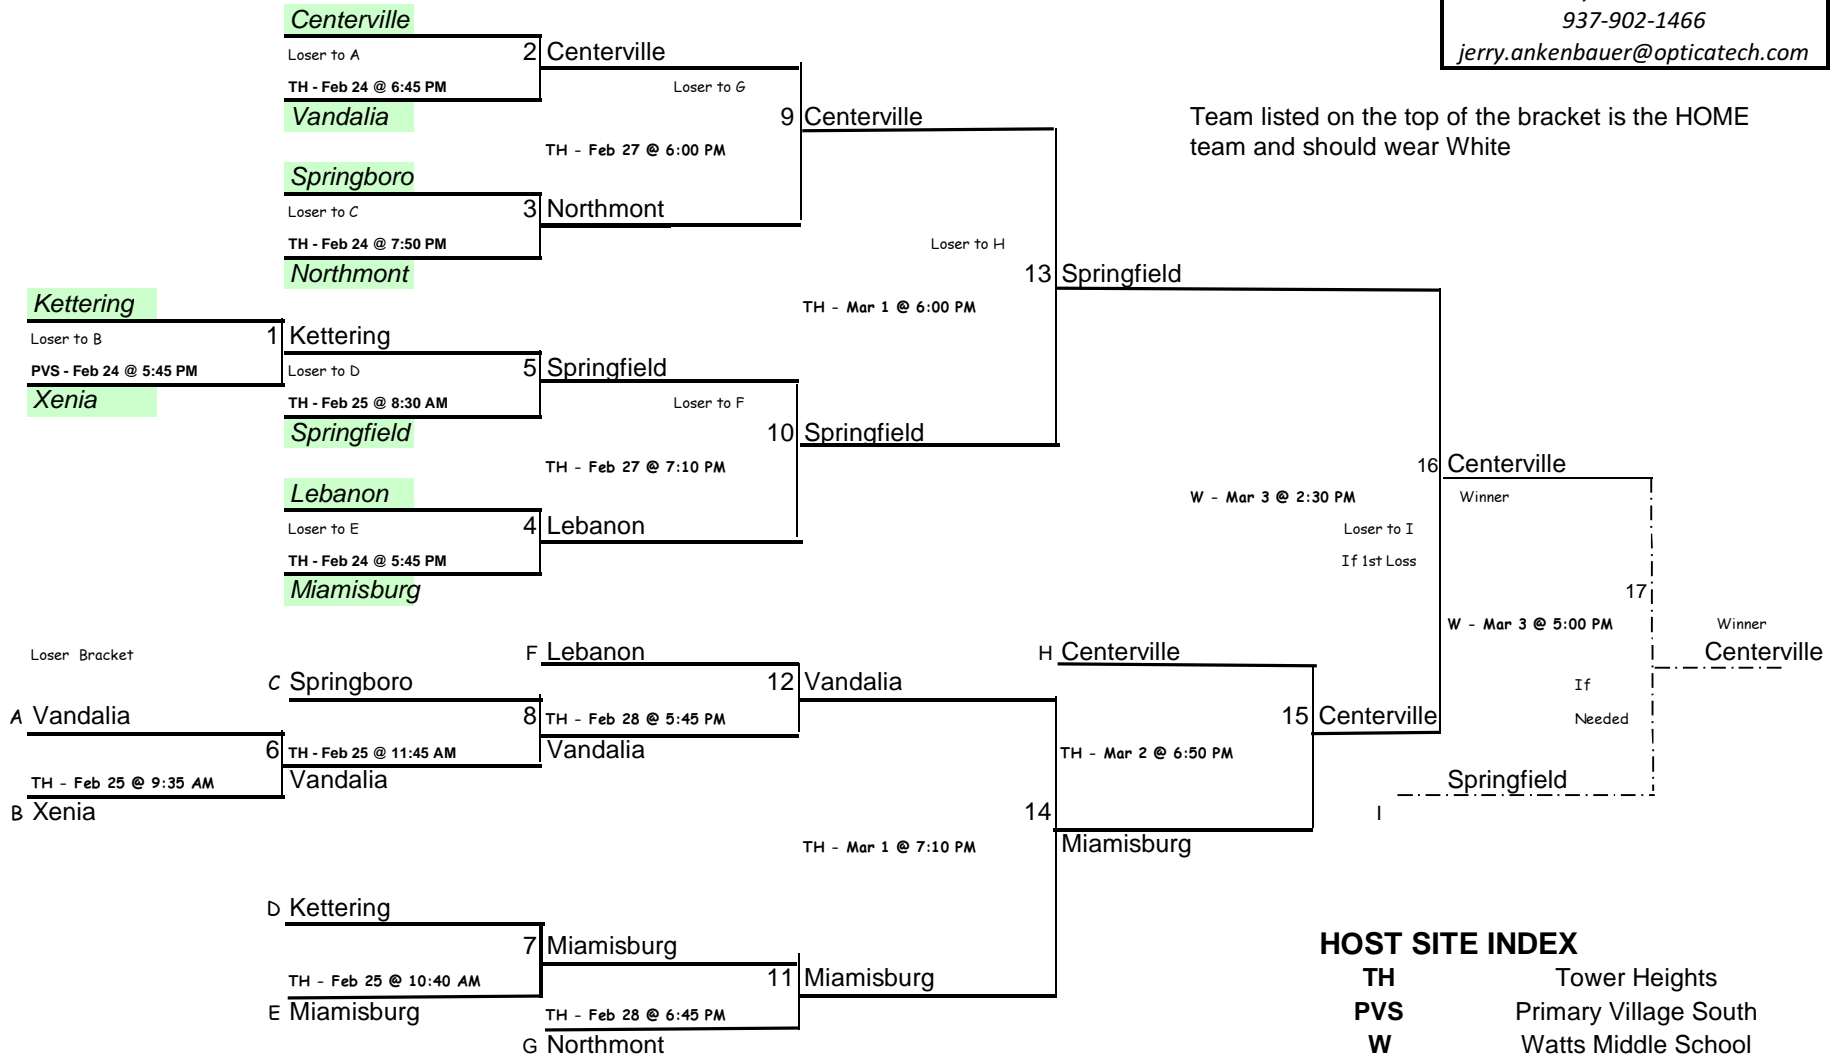 937-902-1466
jerry.ankenbauer@opticatech.com
Team listed on the top of the bracket is the HOME
team and should wear White
Centerville
Loser to A
2 Centerville
TH - Feb 24 @ 6:45 PM
Loser to G
Vandalia
9 Centerville
TH - Feb 27 @ 6:00 PM
Springboro
Loser to C
3 Northmont
TH - Feb 24 @ 7:50 PM
Loser to H
Northmont
13 Springfield
Kettering
TH - Mar 1 @ 6:00 PM
Loser to B
1 Kettering
PVS - Feb 24 @ 5:45 PM
Loser to D
5 Springfield
Xenia
TH - Feb 25 @ 8:30 AM
Loser to F
Springfield
10 Springfield
TH - Feb 27 @ 7:10 PM
16 Centerville
Lebanon
W - Mar 3 @ 2:30 PM
Winner
Loser to E
4 Lebanon
Loser to I
TH - Feb 24 @ 5:45 PM
If 1st Loss
Miamisburg
17
W - Mar 3 @ 5:00 PM
Winner
Centerville
Loser Bracket
F Lebanon
H Centerville
C Springboro
12 Vandalia
If
A Vandalia
8 TH - Feb 28 @ 5:45 PM
15 Centerville
Needed
6 TH - Feb 25 @ 11:45 AM
Vandalia
TH - Mar 2 @ 6:50 PM
TH - Feb 25 @ 9:35 AM
Vandalia
Springfield
B Xenia
14
I
TH - Mar 1 @ 7:10 PM
Miamisburg
D Kettering
7 Miamisburg
HOST SITE INDEX
TH - Feb 25 @ 10:40 AM
11 Miamisburg
TH Tower Heights
E Miamisburg
TH - Feb 28 @ 6:45 PM
PVS Primary Village South
G Northmont
W Watts Middle School